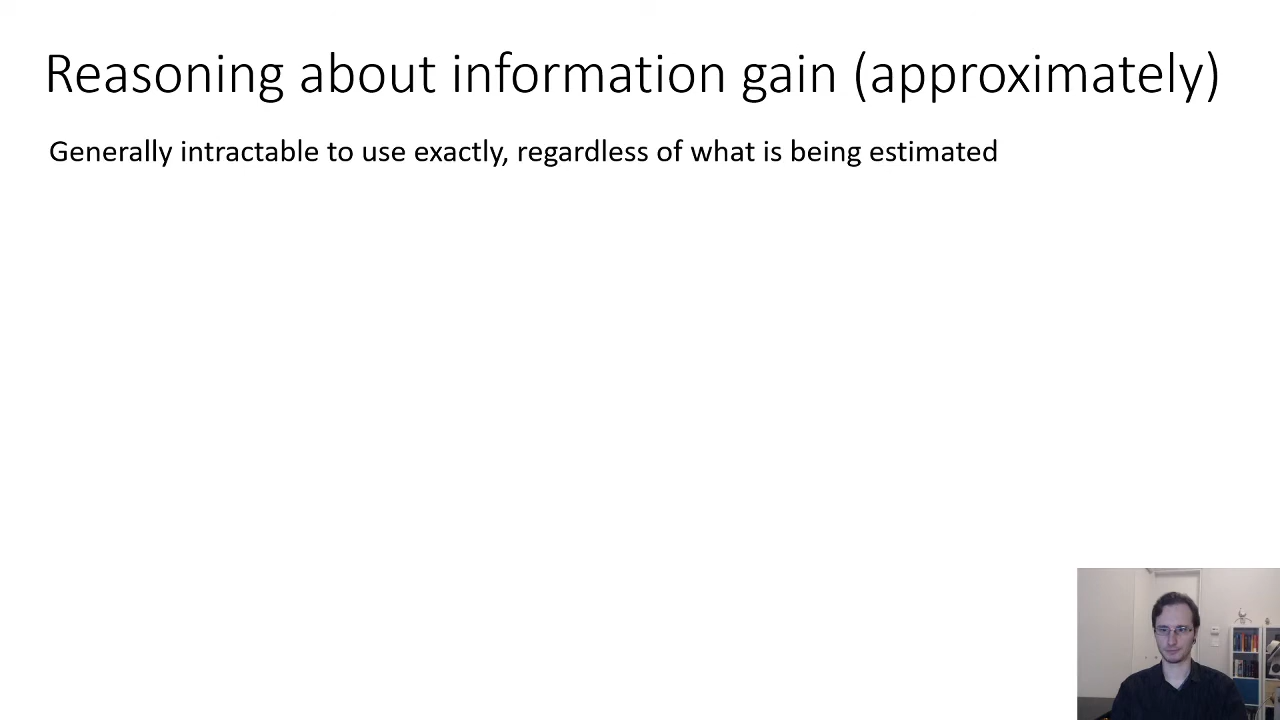 Reasoning about information gain (approximately)
Generally intractable to use exactly, regardless of what is being estimated